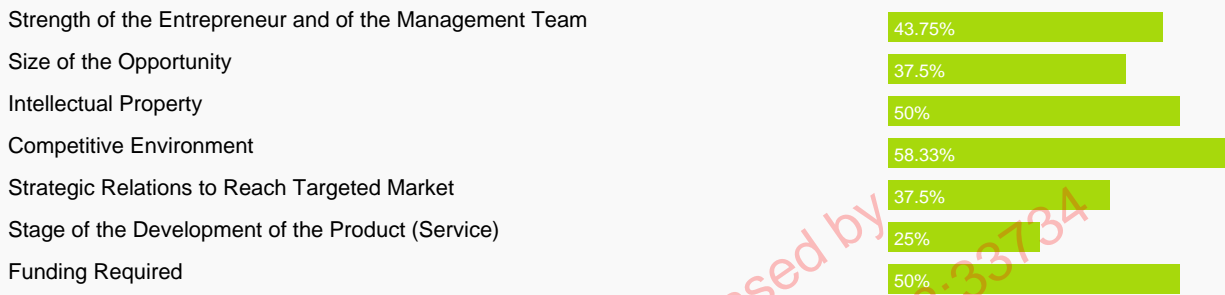 Strength of the Entrepreneur and of the Management Team 43.75%
Size of the Opportunity 37.5%
Intellectual Property 50%
Competitive Environment 58.33%
Strategic Relations to Reach Targeted Market 37.5%
Stage of the Development of the Product (Service) 25%
Funding Required 50%
by
33734